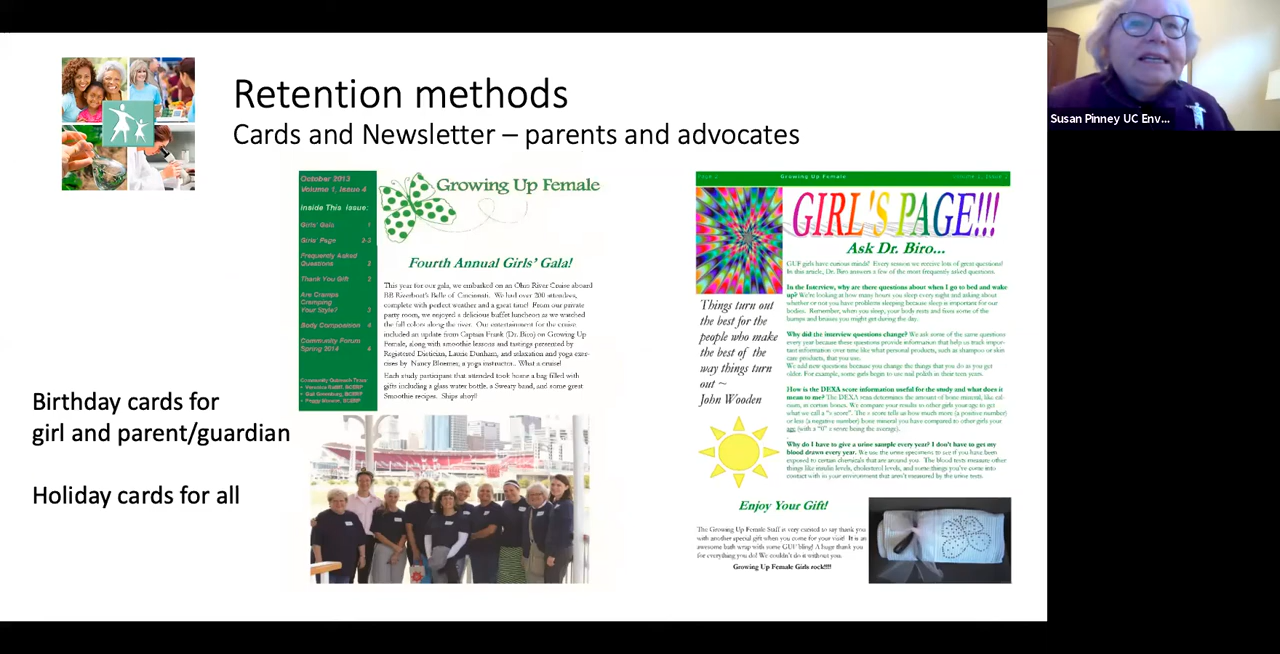 Retention methods
Cards and Newsletter – parents and advocates
Susan Pinney UC Env...
October 2013
Volume 1, Issue 4
Inside This Issue:
Girls' Gala 1
Girls' Page 2-3
Frequently Asked
Questions 2
Thank You Gift 2
Are Cramps
Cramping
Your Style? 3
Body Composition 4
Community Forum
Spring 2014 4
Community Outreach Team:
Growing Up Female
Fourth Annual Girls' Gala!
This year for our gala, we embarked on an Ohio River Cruise aboard
BB Riverboat's Belle of Cincinnati. We had over 200 attendees,
complete with perfect weather and a great time! From our private
party room, we enjoyed a delicious buffet luncheon as we watched
the fall colors along the river. Our entertainment for the cruise
included an update from Captain Frank (Dr. Biro) on Growing Up
Female, along with smoothie lessons and tastings presented by
Registered Dietician, Laurie Dunham, and relaxation and yoga exer-
cises by Nancy Bloemer, a yoga instructor. What a cruise!
Each study participant that attended took home a bag filled with
gifts including a glass water bottle, a Sweaty band, and some great
Smoothie recipes. Ships ahoy!!
Birthday cards for
girl and parent/guardian
Holiday cards for all
Page 2
Growing Up Female
GIRL'S PAGE!!!
Ask Dr. Biro...
GUF girls have curious minds! Every season we receive lots of great questions!
In this article, Dr. Biro answers a few of the most frequently asked questions.
In the Interview, why are there questions about when I go to bed and wake
up? We're looking at how many hours you sleep every night and asking about
whether or not you have problems sleeping because sleep is important for our
bodies. Remember, when you sleep, your body rests and fixes some of the
bumps and bruises you might get during the day.
Why did the interview questions change? We ask some of the same questions
every year because these questions provide information that help us track impor-
tant information over time like what personal products, such as shampoo or skin
care products, that you use.
We add new questions because you change the things that you do as you get
older. For example, some girls begin to use nail polish in their teen years.
How is the DEXA score information useful for the study and what does it
mean to me? The DEXA scan determines the amount of bone mineral, like cal-
cium, in certain bones. We compare your results to other girls your age to get
what we call a "z- score". The z-score tells us how much more (a positive number)
or less (a negative number) bone mineral you have compared to other girls your
age (with a "0" z-score being the average).
Why do I have to give a urine sample every year? I don't have to get my
blood drawn every year. We use the urine specimen to see if you have been
exposed to certain chemicals that are around you. The blood tests measure other
things like insulin levels, cholesterol levels, and some things you've come into
contact with in your environment that aren't measured by the urine tests.
Things turn out
the best for the
people who make
the best of the
way things turn
out ~
John Wooden
Enjoy Your Gift!
The Growing Up Female Staff is very excited to say thank you
with another special gift when you come for your visit! It is an
awesome bath wrap with some GUF bling! A huge thank you
for everything you do! We couldn't do it without you.
Growing Up Female Girls rock!!!!